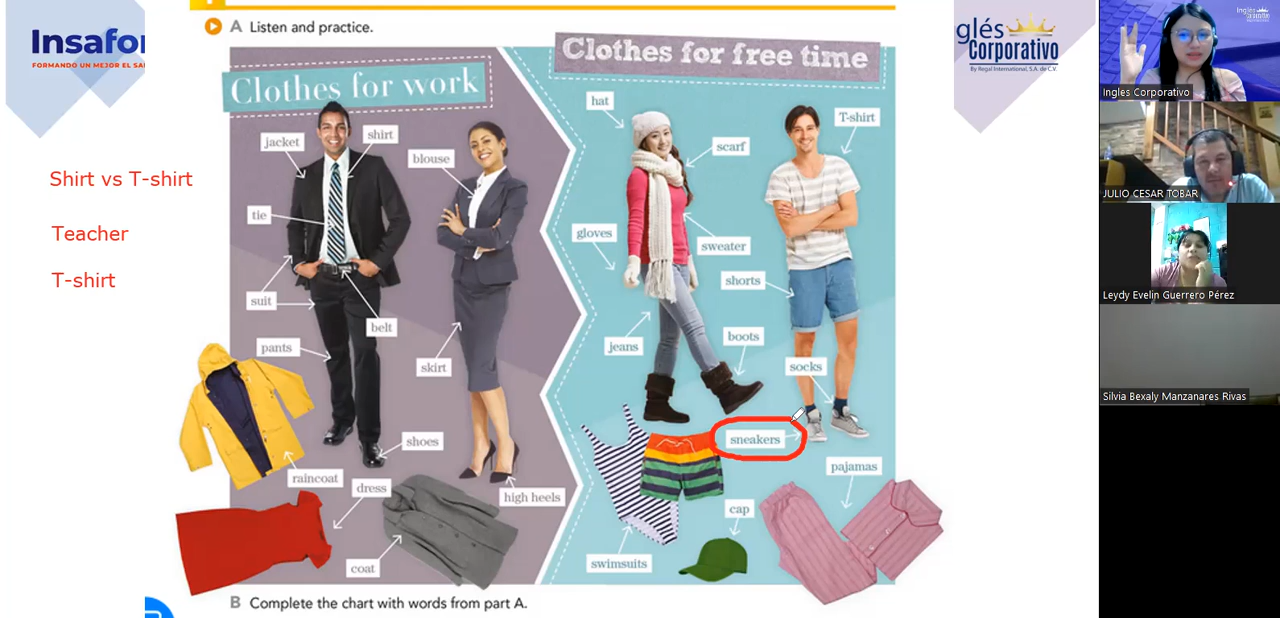 Insafor
FORMANDO UN MEJOR EL SA
A Listen and practice.
glés
Corporativo
By Regul International, S.A. de C.V.
Shirt vs T-shirt
Teacher
T-shirt
Clothes for work
Clothes for free time
jacket
shirt
blouse
tie
suit
belt
pants
skirt
shoes
raincoat
dress
high heels
coat
hat
T-shirt
scarf
gloves
sweater
shorts
jeans
boots
socks
sneakers
pajamas
cap
swimsuits
B Complete the chart with words from part A.
Ingles Corporativo
JULIO CESAR TOBAR
Leydy Evelin Guerrero Pérez
Silvia Bexaly Manzanares Rivas